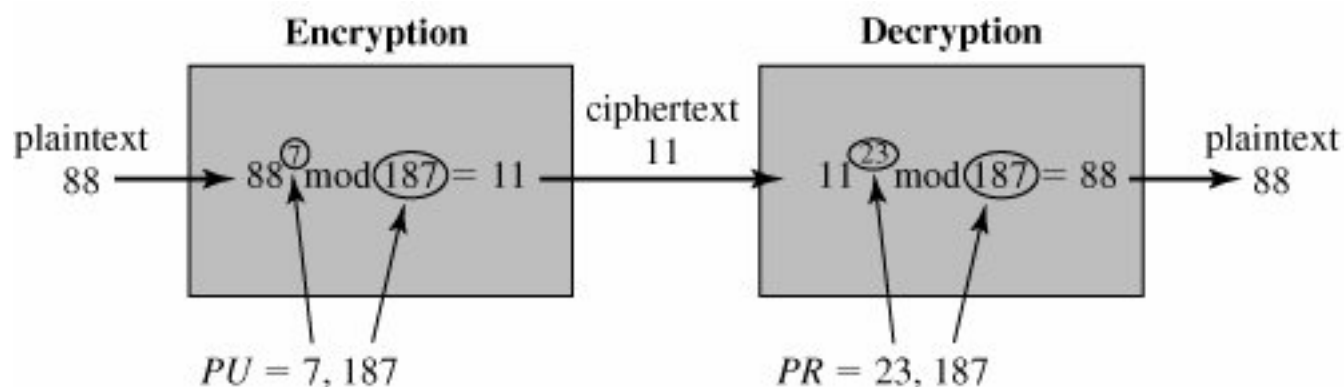 Encryption
Decryption
plaintext
88
88^7 mod 187 = 11
ciphertext
11
11^23 mod 187 = 88
plaintext
88
PU = 7, 187
PR = 23, 187